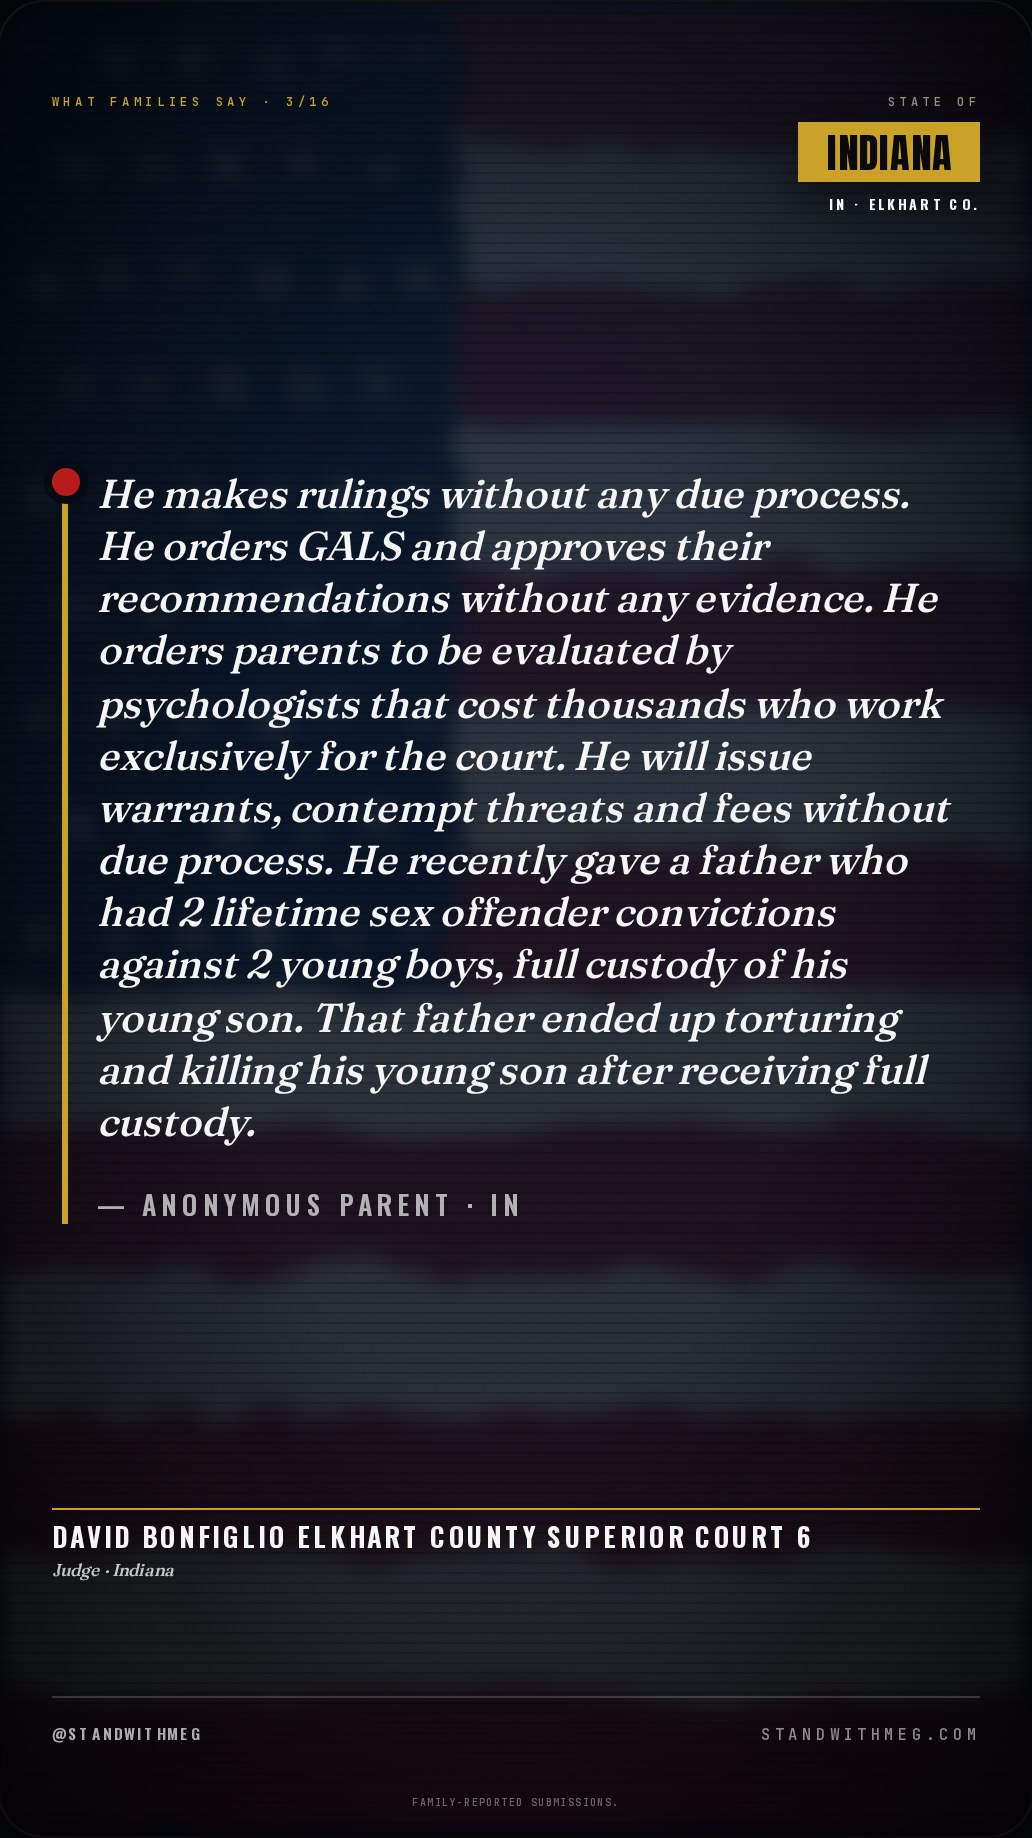 WHAT FAMILIES SAY · 3/16
STATE OF
INDIANA
IN · ELKHART CO.
He makes rulings without any due process.
He orders GALS and approves their
recommendations without any evidence. He
orders parents to be evaluated by
psychologists that cost thousands who work
exclusively for the court. He will issue
warrants, contempt threats and fees without
due process. He recently gave a father who
had 2 lifetime sex offender convictions
against 2 young boys, full custody of his
young son. That father ended up torturing
and killing his young son after receiving full
custody.
— ANONYMOUS PARENT · IN
DAVID BONFIGLIO ELKHART COUNTY SUPERIOR COURT 6
Judge · Indiana
@STANDWITHMEG
STANDWITHMEG.COM
FAMILY-REPORTED SUBMISSIONS.